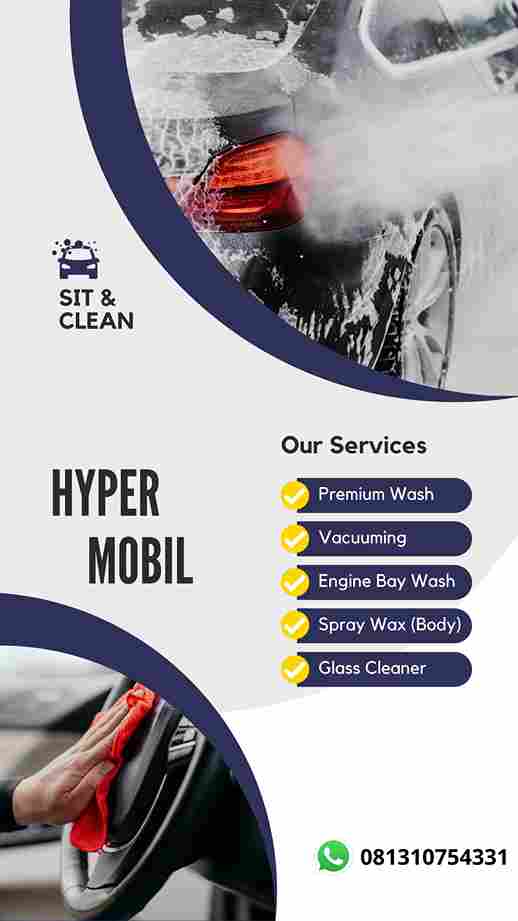 SIT &
CLEAN
Our Services
HYPER
MOBIL
Premium Wash
Vacuuming
Engine Bay Wash
Spray Wax (Body)
Glass Cleaner
081310754331